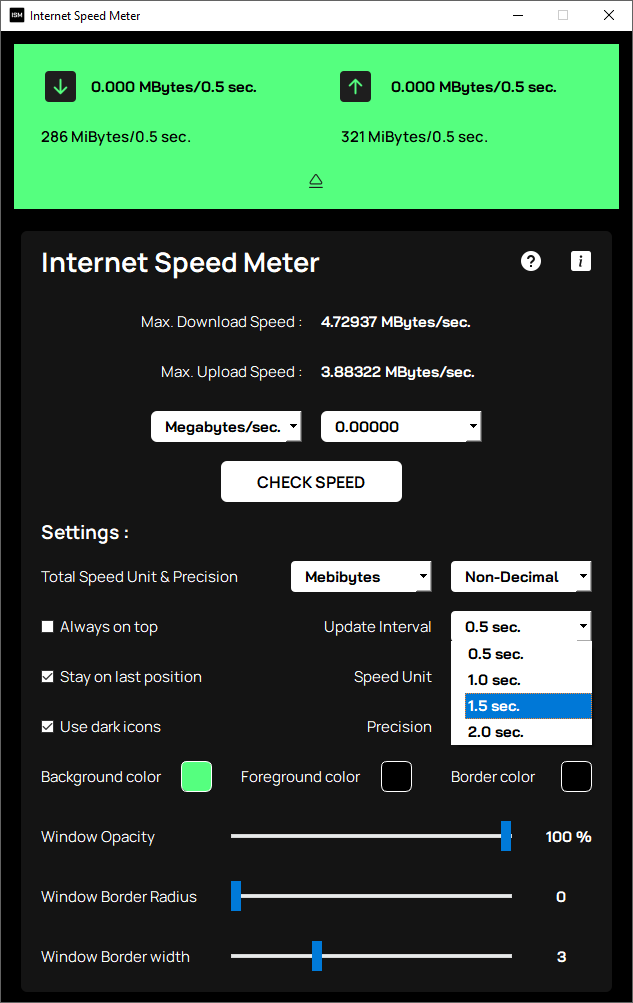 ISM Internet Speed Meter
0.000 MBytes/0.5 sec. 0.000 MBytes/0.5 sec.
286 MiBytes/0.5 sec. 321 MiBytes/0.5 sec.
Internet Speed Meter ? i
Max. Download Speed : 4.72937 MBytes/sec.
Max. Upload Speed : 3.88322 MBytes/sec.
Megabytes/sec. 0.00000
CHECK SPEED
Settings :
Total Speed Unit & Precision Mebibytes Non-Decimal
Always on top Update Interval 0.5 sec.
0.5 sec.
Stay on last position Speed Unit 1.0 sec.
1.5 sec.
Use dark icons Precision 2.0 sec.
Background color Foreground color Border color
Window Opacity 100 %
Window Border Radius 0
Window Border width 3